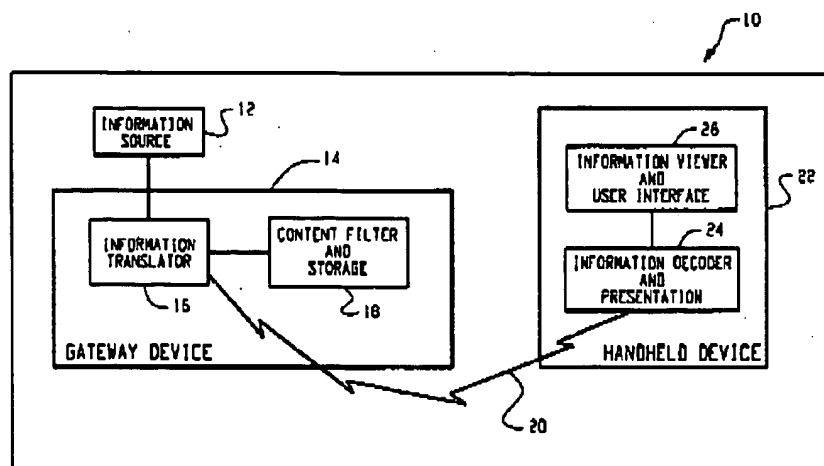 10
INFORMATION
SOURCE
12
14
INFORMATION
TRANSLATOR
16
CONTENT FILTER
AND
STORAGE
18
GATEWAY DEVICE
26
INFORMATION VIEWER
AND
USER INTERFACE
22
24
INFORMATION DECODER
AND
PRESENTATION
HANDHELD DEVICE
20